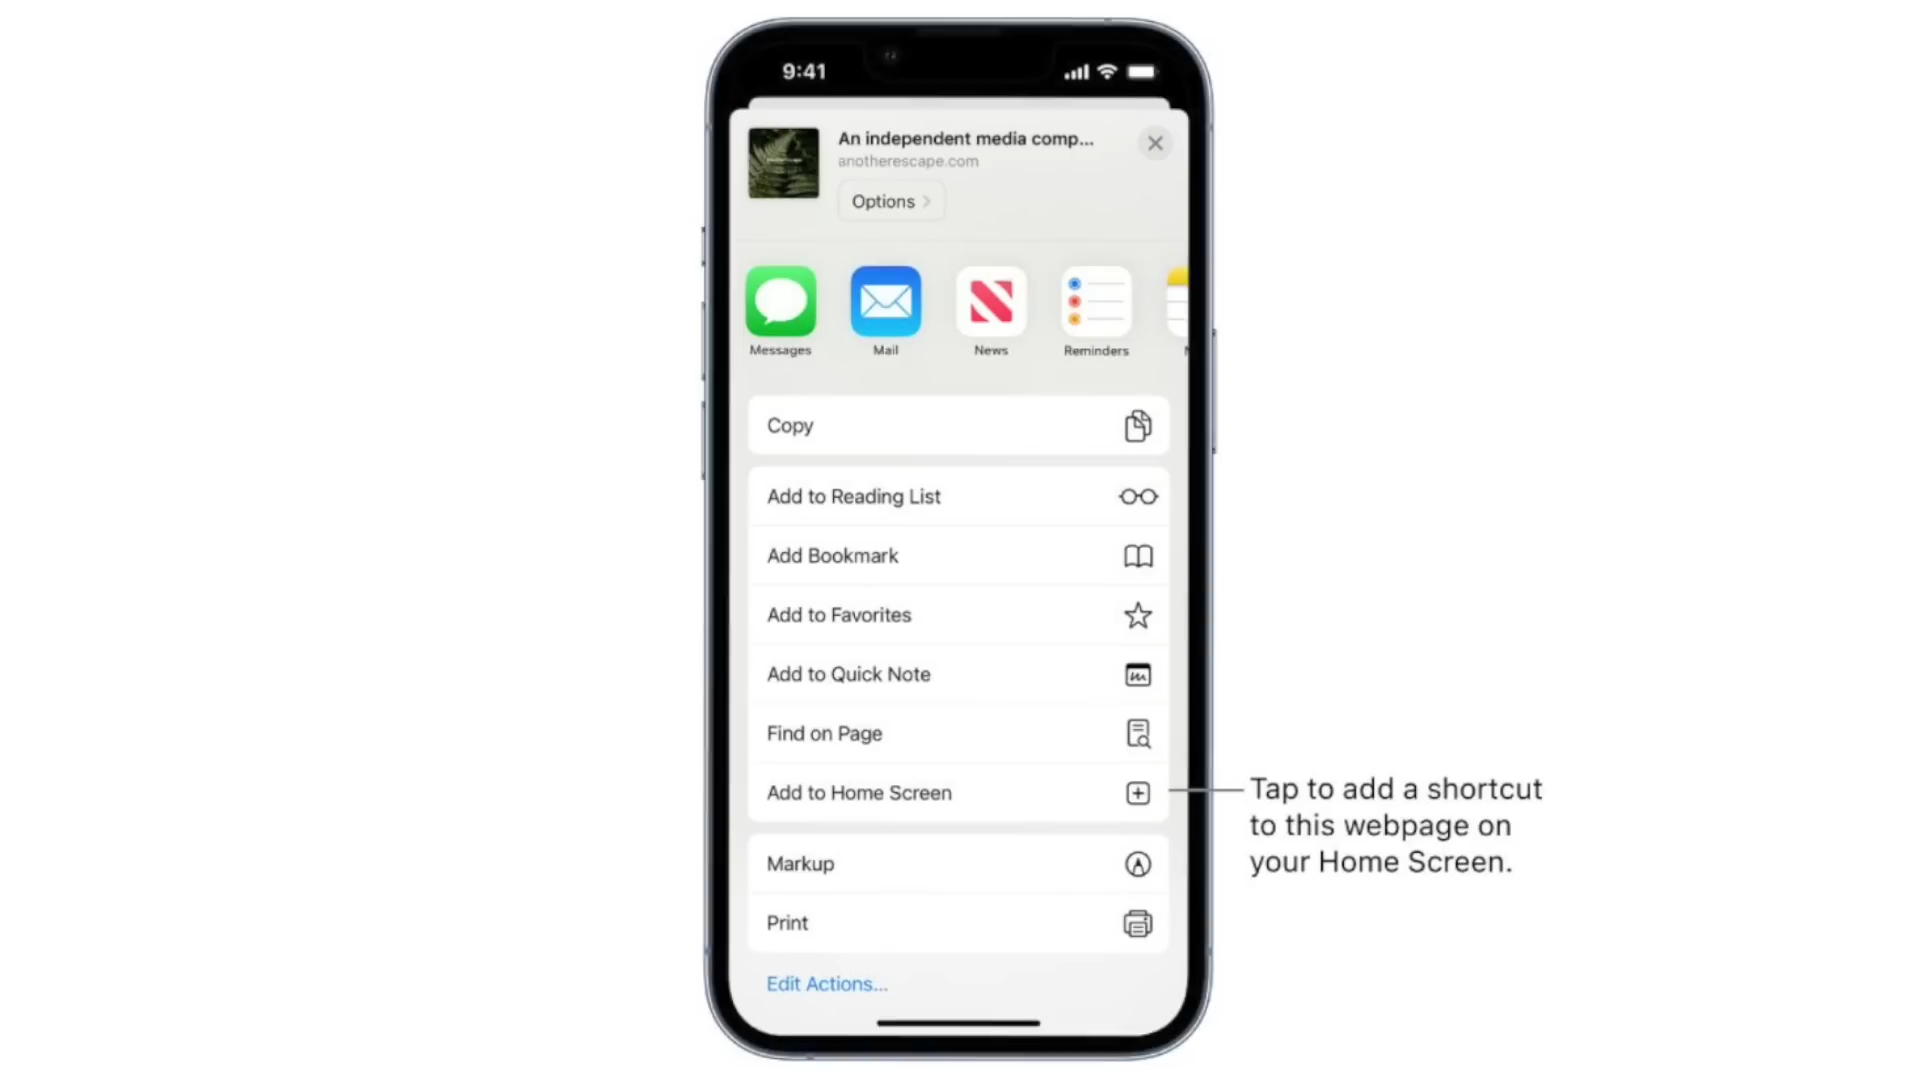 9:41
An independent media comp...
anotherescape.com
Options
Messages
Mail
News
Reminders
Copy
Add to Reading List
Add Bookmark
Add to Favorites
Add to Quick Note
Find on Page
Add to Home Screen
Tap to add a shortcut
to this webpage on
your Home Screen.
Markup
Print
Edit Actions...